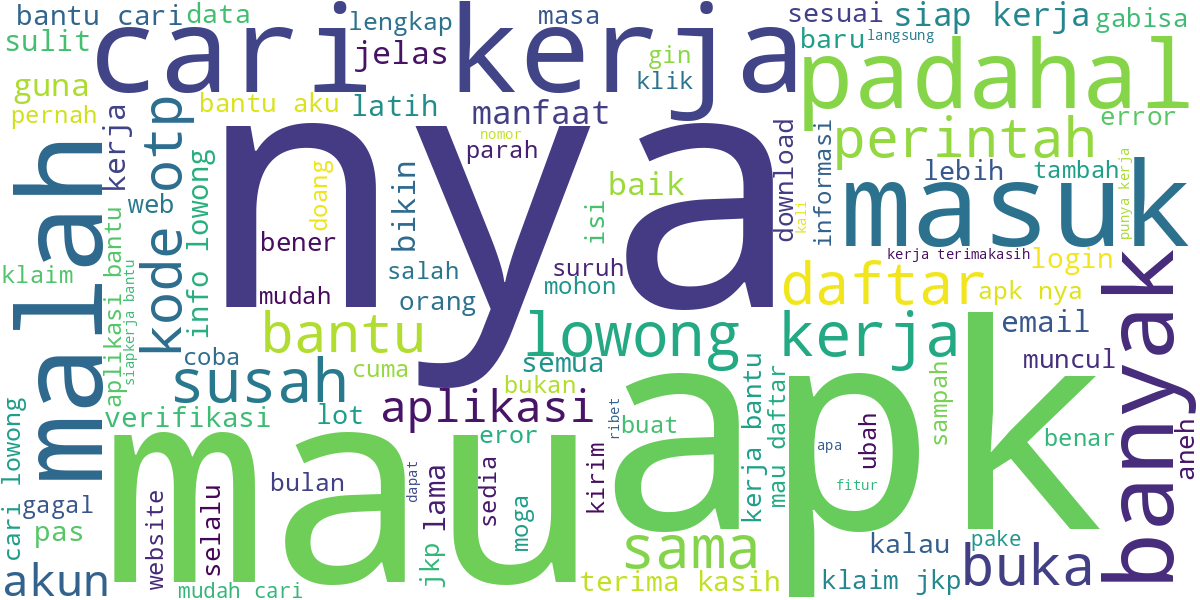 bantu cari
data
lengkap
masa
sesuai
siap kerja
gabisa
sulit
cari kerja
jelas
gin
baru
langsung
klik
padahal
guna
pernah
bantu aku
latih
manfaat
nomor
parah
error
perintah
malah
kerja
kode otp
info lowong
web
nya
doang
bener
bikin
baik
isi
download
kali
informasi
lebih
tambah
punya kerja
masuk
klaim
aplikasi bantu
siapkerja bantu
mudah
salah
orang
suruh
mohon
kerja terimakasih
login
daftar
apk nya
banyak
bantu
lowong kerja
email
muncul
coba
susah
cuma
semua
bukan
verifikasi
lot
aplikasi
ribet
buat
kerja bantu
mau daftar
sampah
benar
aneh
cari lowong
gagal
pas
mau
eror
apk
apa
ubah
fitur
website
selalu
bulan
dapat
jkp lama
sedia
moga
kirim
sama
kalau
pake
buka
akun
mudah cari
terima kasih
klaim jkp